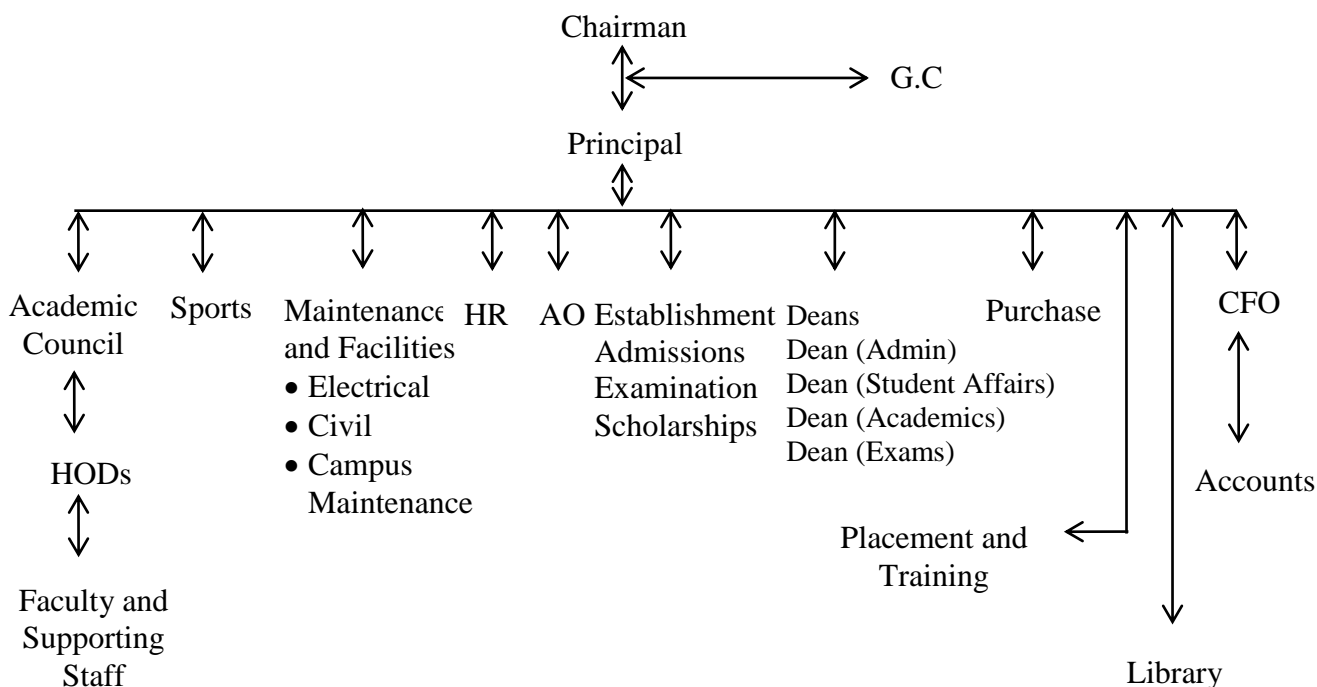 Chairman
G.C
Principal
Academic
Council
Sports
Maintenance
and Facilities
• Electrical
• Civil
• Campus
Maintenance
HR
AO
Establishment
Admissions
Examination
Scholarships
Deans
Dean (Admin)
Dean (Student Affairs)
Dean (Academics)
Dean (Exams)
Purchase
CFO
HODs
Accounts
Placement and
Training
Faculty and
Supporting
Staff
Library